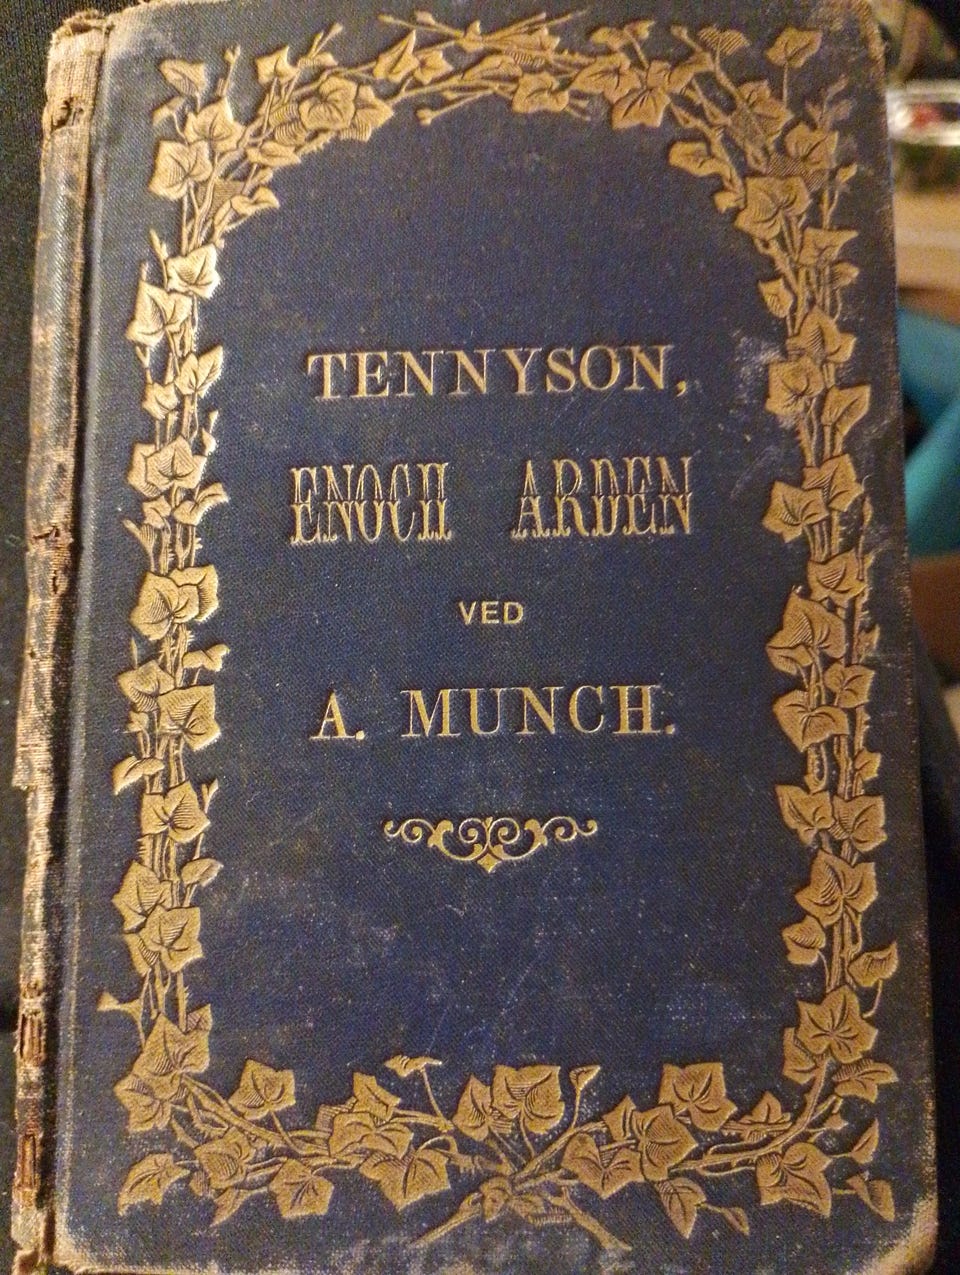 TENNYSON,
ENOCH ARDEN
VED
A. MUNCH.